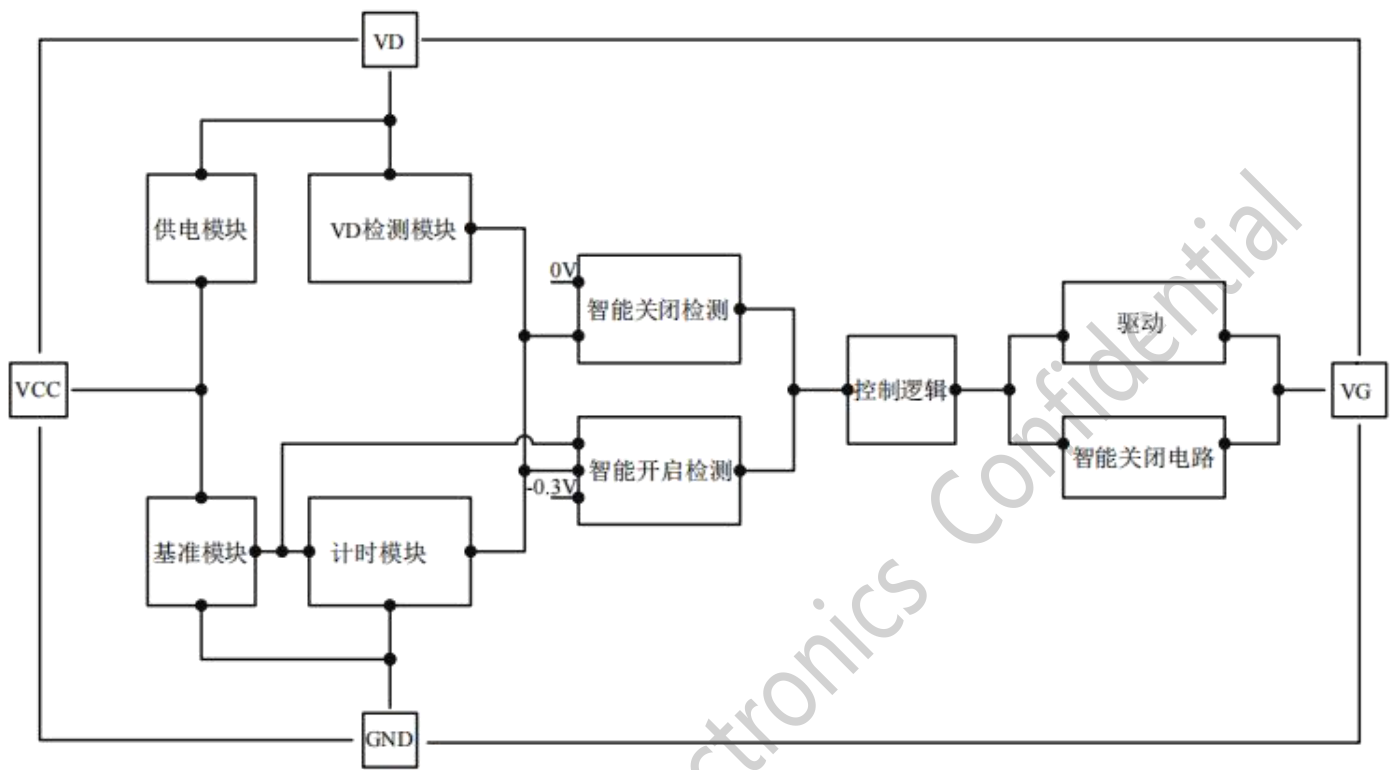 VD
供电模块
VD检测模块
0V
智能关闭检测
驱动
VCC
控制逻辑
VG
智能开启检测
-0.3V
智能关闭电路
基准模块
计时模块
GND
ctronics Confidential